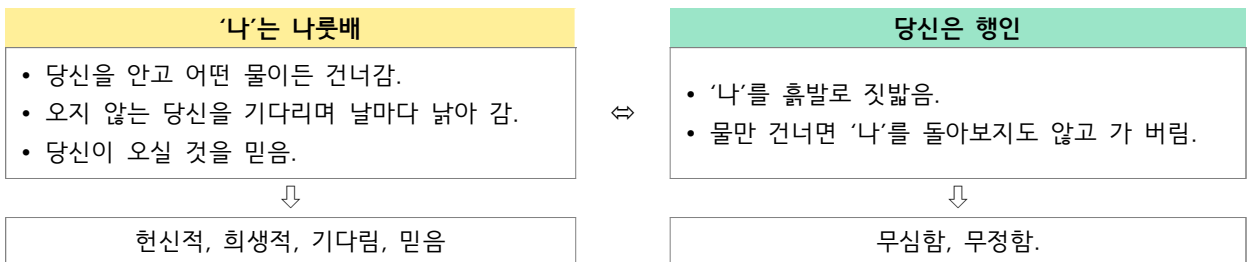 ‘나’는 나룻배
• 당신을 안고 어떤 물이든 건너감.
• 오지 않는 당신을 기다리며 날마다 낡아 감.
• 당신이 오실 것을 믿음.
⇩
헌신적, 희생적, 기다림, 믿음
⇔
당신은 행인
• ‘나’를 흙발로 짓밟음.
• 물만 건너면 ‘나’를 돌아보지도 않고 가 버림.
⇩
무심함, 무정함.